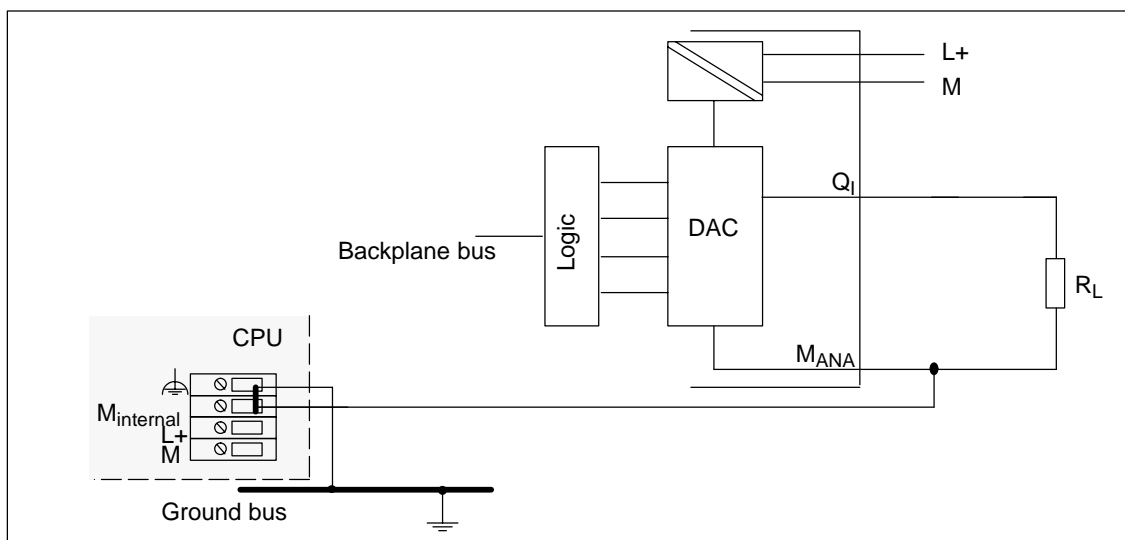 L+
M
Q_I
DAC
Logic
Backplane bus
R_L
M_ANA
CPU
M_internal
L+
M
Ground bus